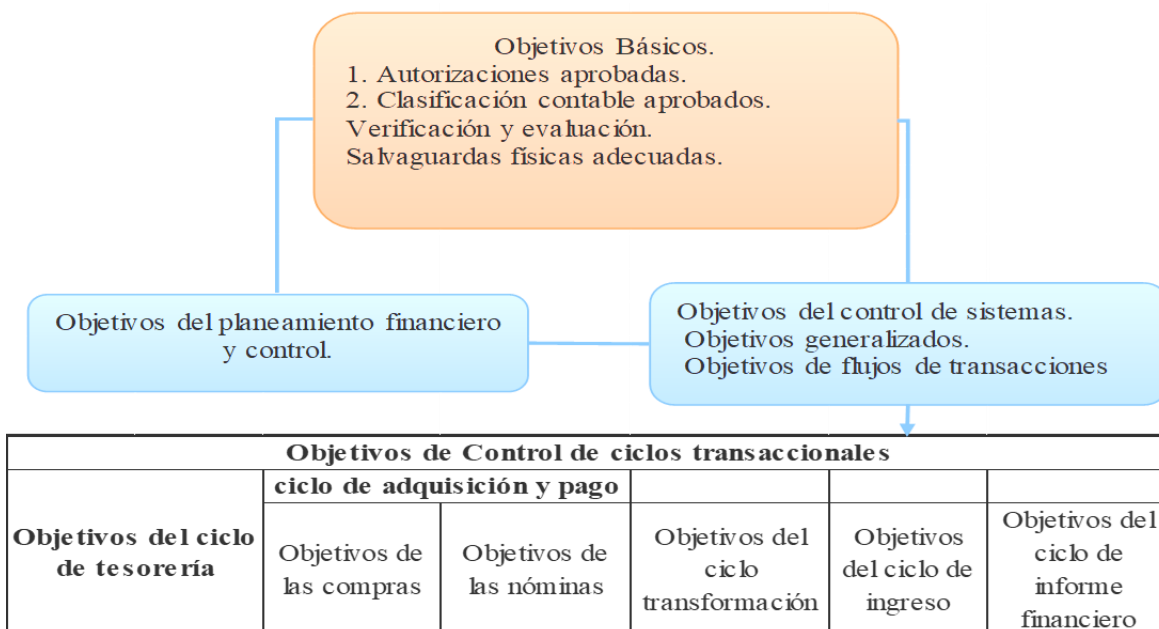 Objetivos Básicos.
1. Autorizaciones aprobadas.
2. Clasificación contable aprobados.
Verificación y evaluación.
Salvaguardas físicas adecuadas.
Objetivos del planeamiento financiero
y control.
Objetivos del control de sistemas.
Objetivos generalizados.
Objetivos de flujos de transacciones
Objetivos de Control de ciclos transaccionales
ciclo de adquisición y pago
Objetivos del ciclo
de tesorería
Objetivos de
las compras
Objetivos de
las nóminas
Objetivos del
ciclo
transformación
Objetivos
del ciclo de
ingreso
Objetivos del
ciclo de
informe
financiero